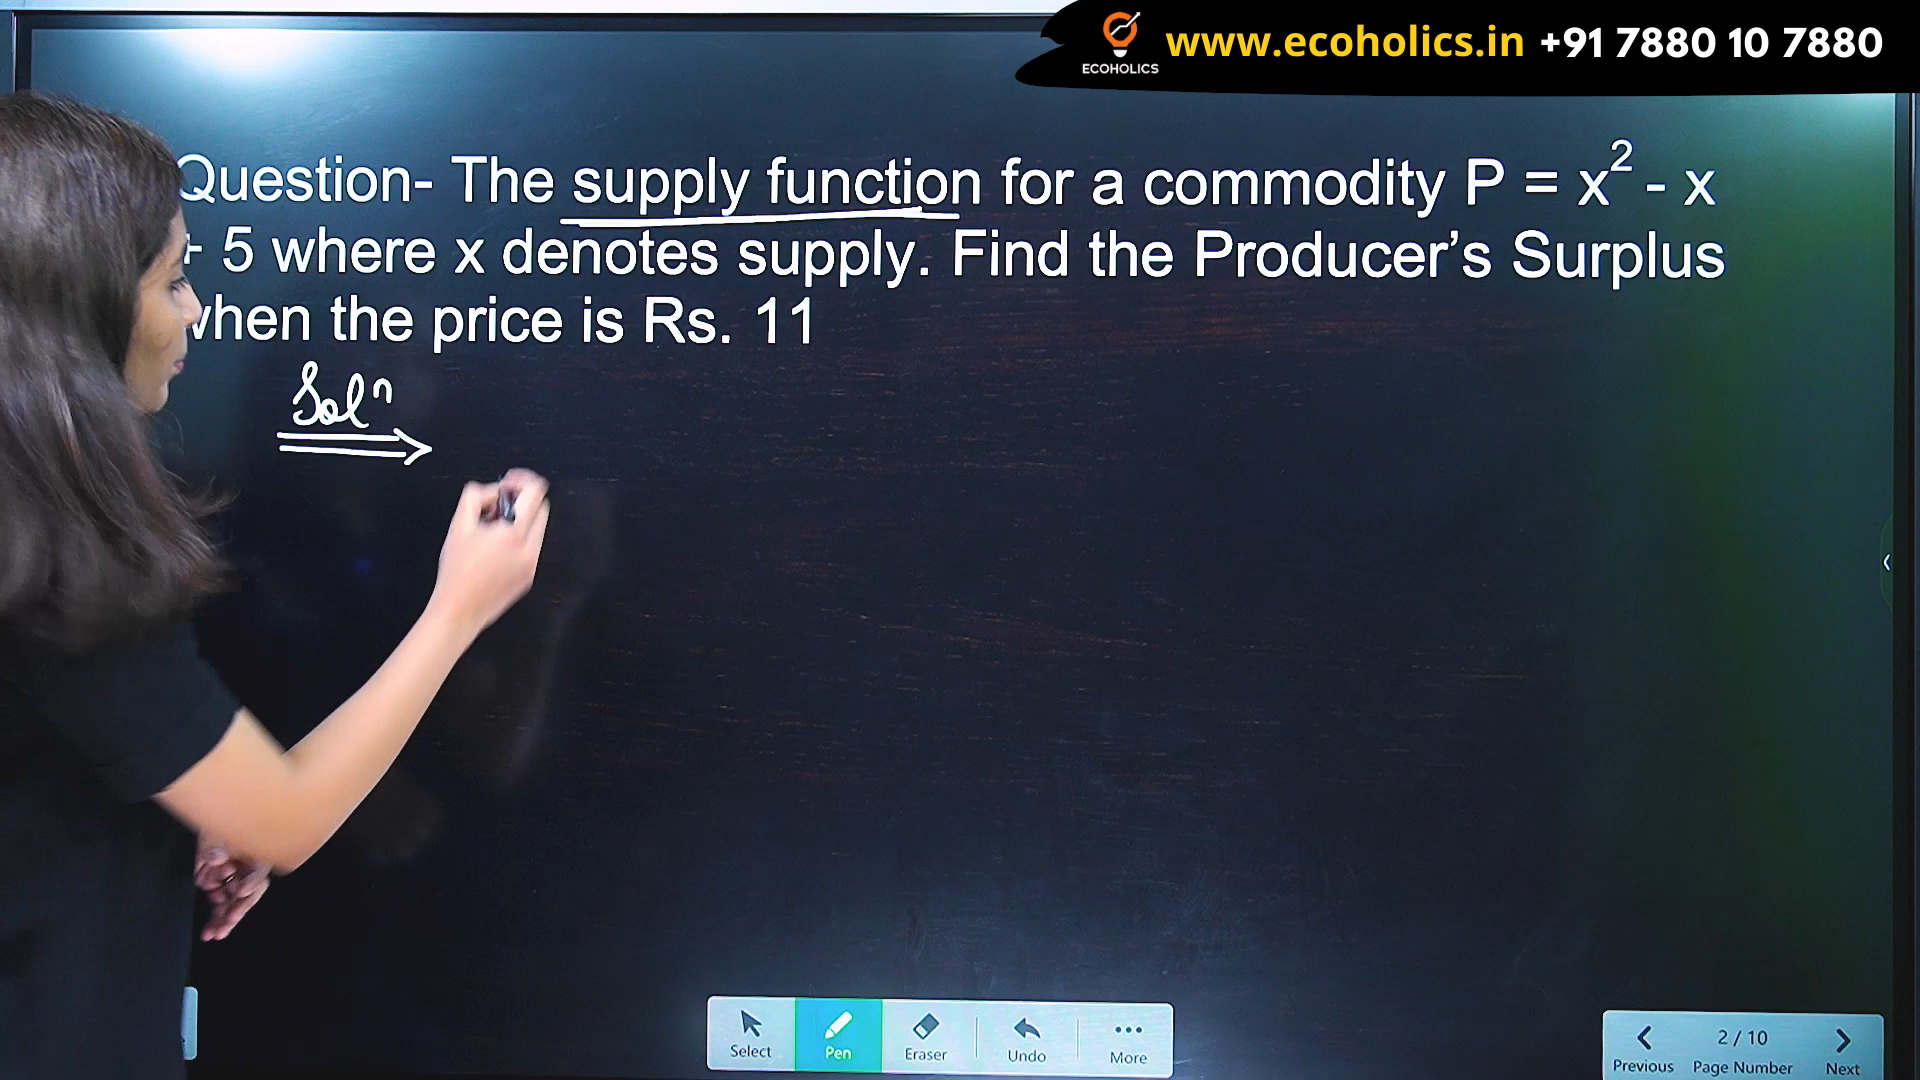 www.ecoholics.in +91 7880 10 7880
ECOHOLICS
Question- The supply function for a commodity P = x² - x
+ 5 where x denotes supply. Find the Producer’s Surplus
when the price is Rs. 11
Solⁿ
Select
Pen
Eraser
Undo
More
Previous
2 / 10
Page Number
Next